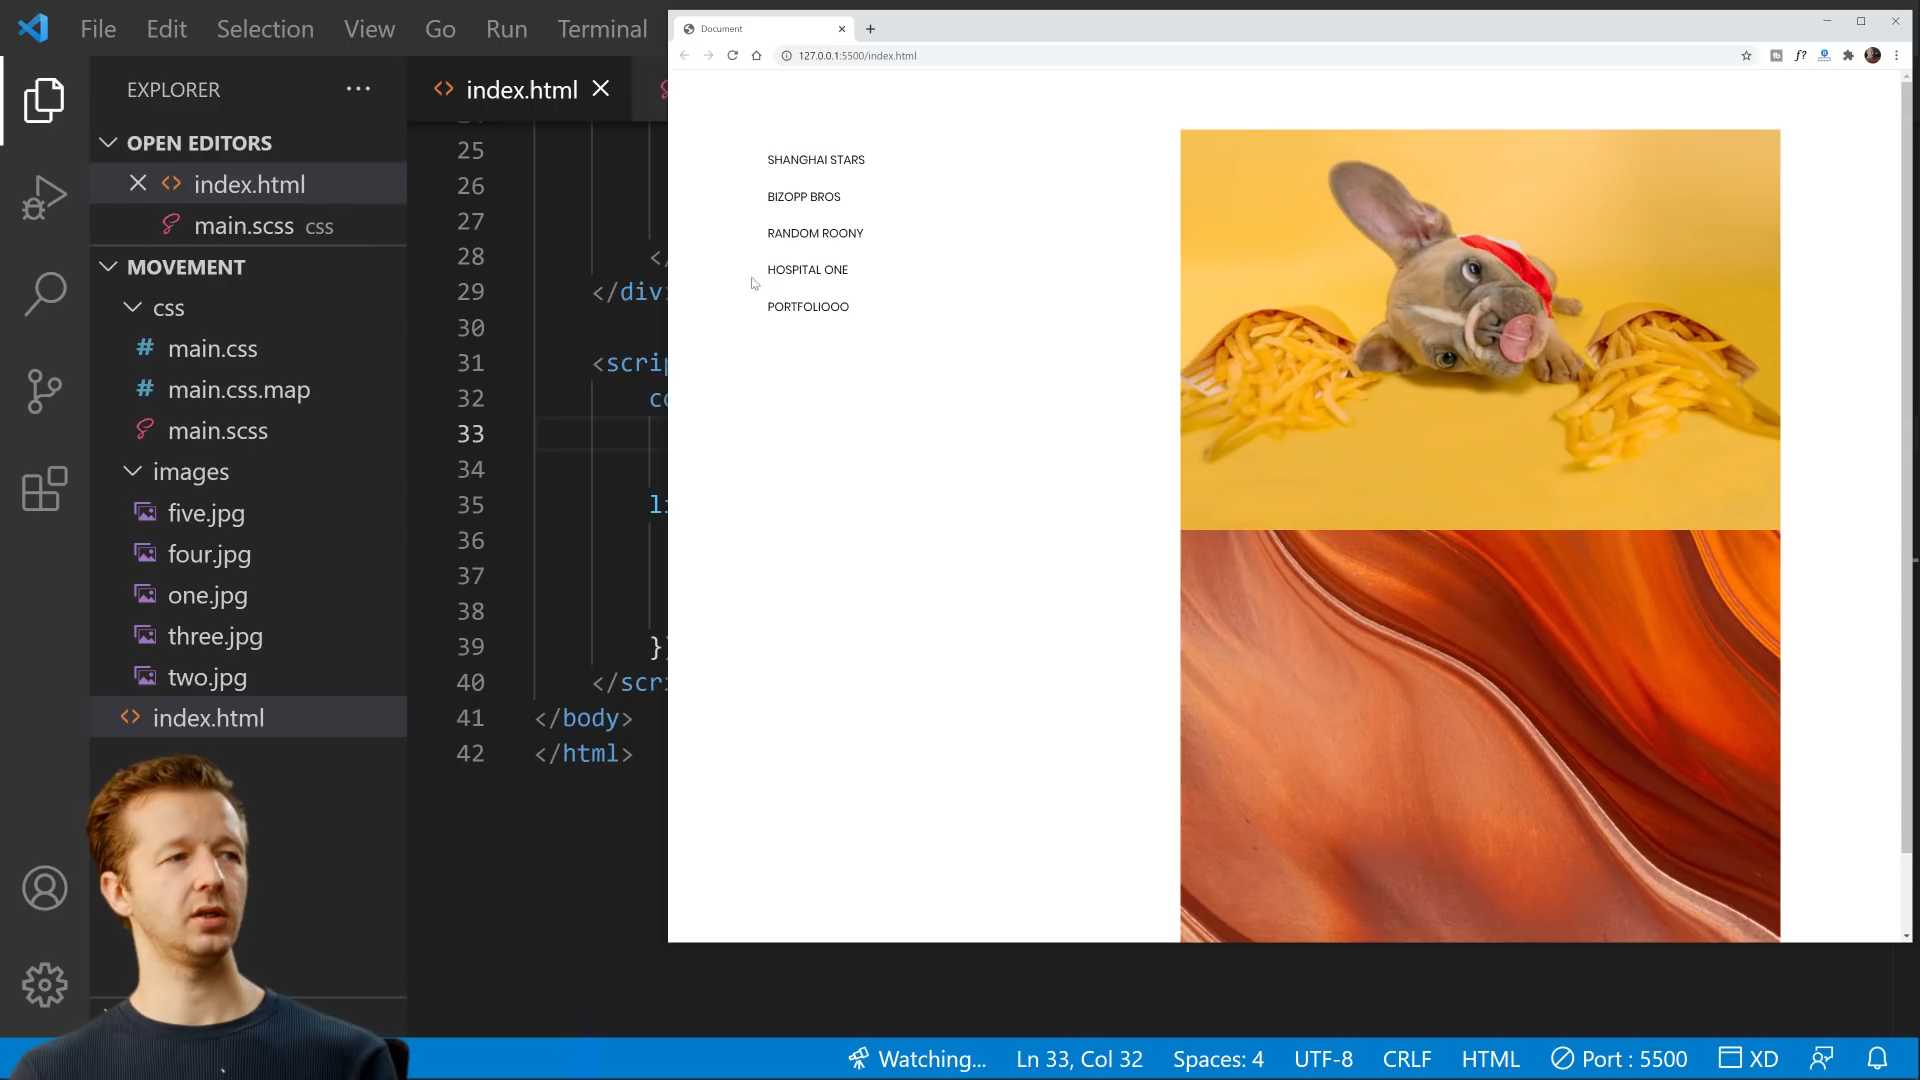 File Edit Selection View Go Run Terminal
Document
127.0.0.1:5500/index.html
EXPLORER
index.html
OPEN EDITORS
index.html
main.scss css
MOVEMENT
css
main.css
main.css.map
main.scss
images
five.jpg
four.jpg
one.jpg
three.jpg
two.jpg
index.html
25
26
27
28 </
29 </div
30
31 <scrip
32 co
33
34
35 li
36
37
38
39 }
40 </scri
41 </body>
42 </html>
SHANGHAI STARS
BIZOPP BROS
RANDOM ROONY
HOSPITAL ONE
PORTFOLIOOO
Watching... Ln 33, Col 32 Spaces: 4 UTF-8 CRLF HTML Port : 5500 XD